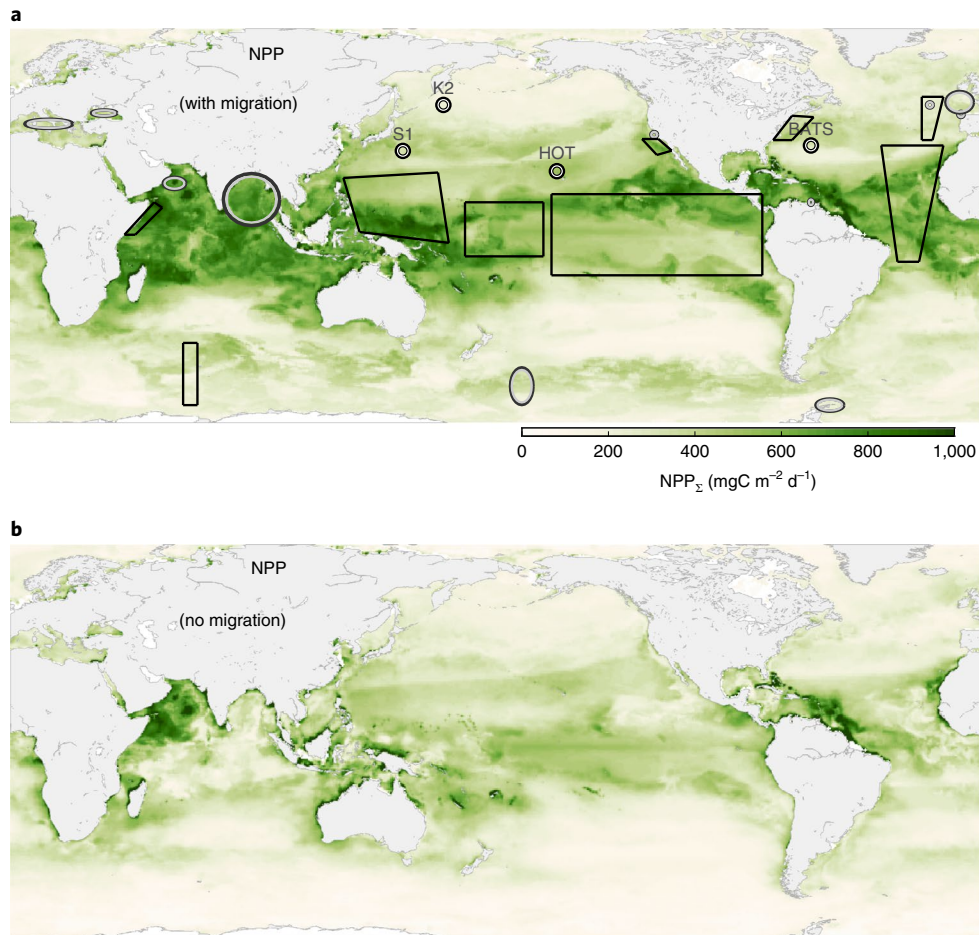 a
NPP
(with migration)
K2
S1
HOT
BATS
0 200 400 600 800 1,000
NPP_Σ (mgC m⁻² d⁻¹)
b
NPP
(no migration)